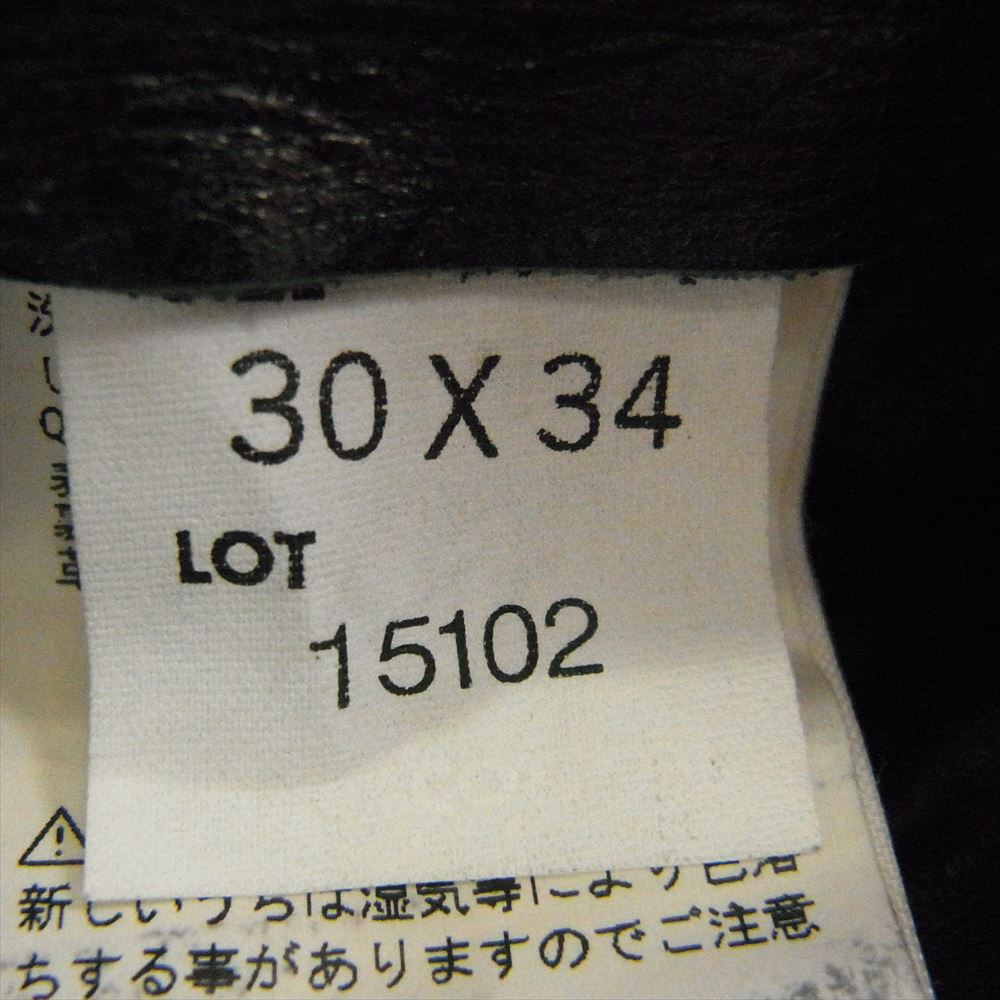 30 X 34
LOT
15102
新しいうちは湿気等により色落
ちする事がありますのでご注意